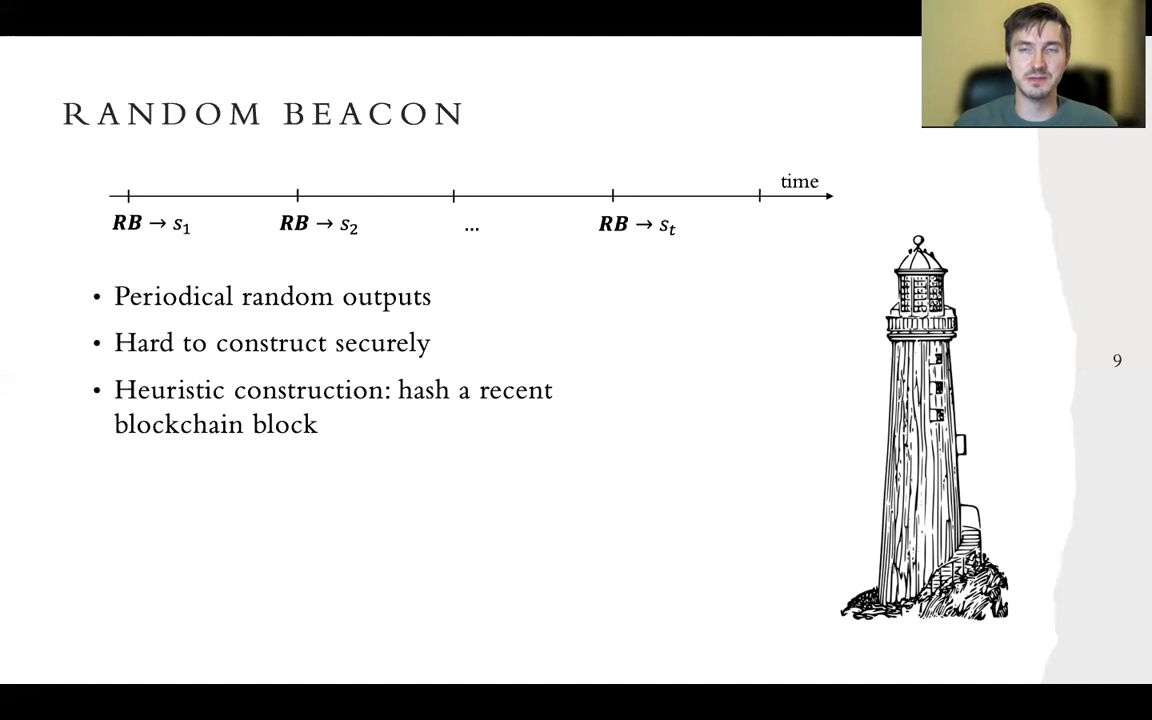 RANDOM BEACON
time
RB → s₁ RB → s₂ ... RB → sₜ
• Periodical random outputs
• Hard to construct securely
• Heuristic construction: hash a recent
blockchain block
9